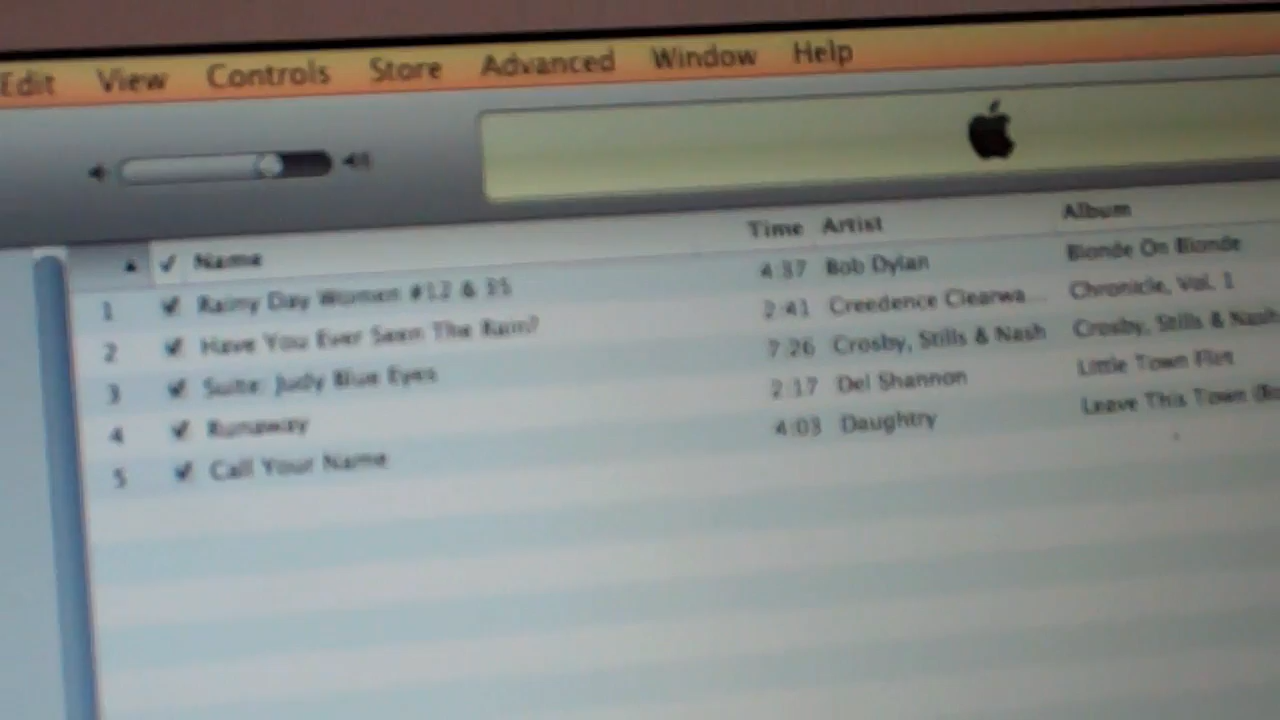 Edit View Controls Store Advanced Window Help
Name Time Artist Album
1 Rainy Day Women #12 & 35 4:37 Bob Dylan Blonde On Blonde
2 Have You Ever Seen The Rain? 2:41 Creedence Clearwa... Chronicle, Vol. 1
3 Suite: Judy Blue Eyes 7:26 Crosby, Stills & Nash Crosby, Stills & Nash
4 Runaway 2:17 Del Shannon Little Town Flirt
5 Call Your Name 4:03 Daughtry Leave This Town